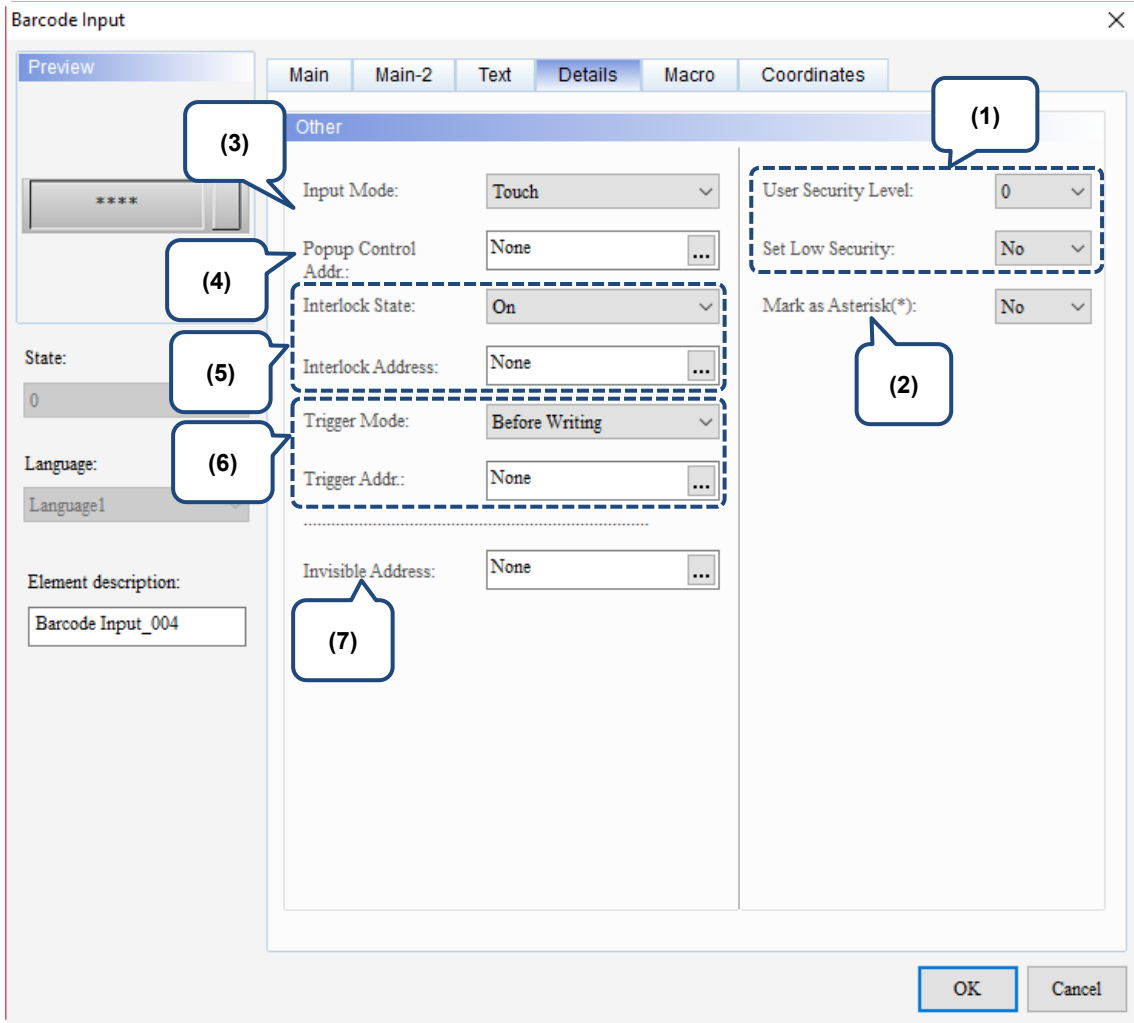 Barcode Input
Preview
Main
Main-2
Text
Details
Macro
Coordinates
Other
(1)
(3)
****
Input Mode:
Touch
User Security Level:
0
(4)
Popup Control
Addr.:
None
...
Set Low Security:
No
Interlock State:
On
Mark as Asterisk(*):
No
(5)
Interlock Address:
None
...
(2)
State:
0
Trigger Mode:
Before Writing
(6)
Trigger Addr.:
None
...
Language:
Language1
Invisible Address:
None
...
(7)
Element description:
Barcode Input_004
OK
Cancel